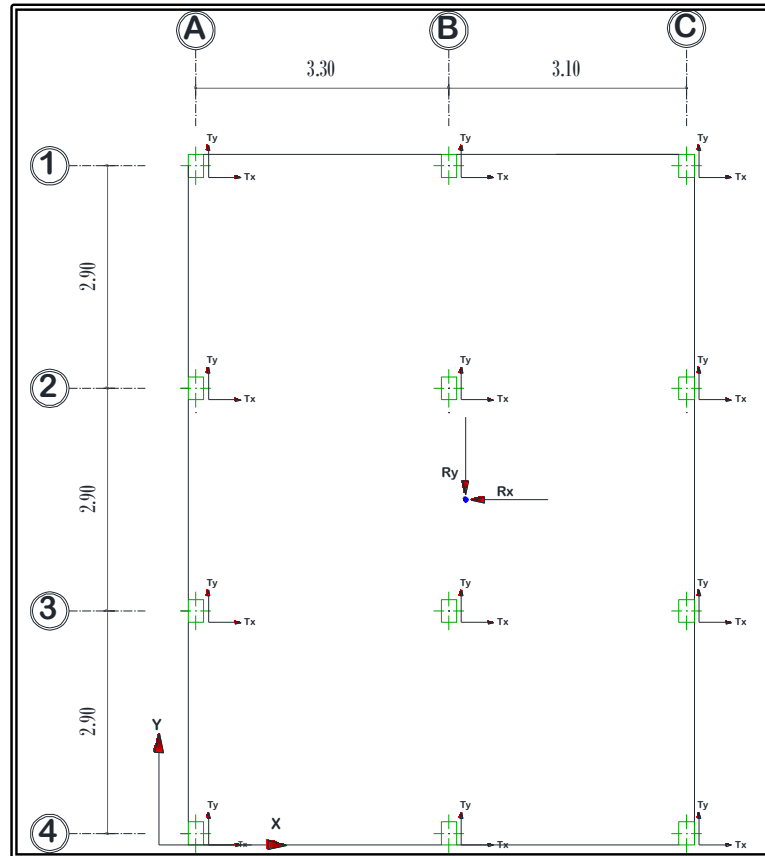 A B C
3.30 3.10
Ty Ty Ty
1
Tx Tx Tx
2.90
Ty Ty Ty
2
Tx Tx Tx
Ry
Rx
2.90
Ty Ty Ty
3
Tx Tx Tx
2.90
Y
Ty Ty Ty
X
4
Tx Tx Tx